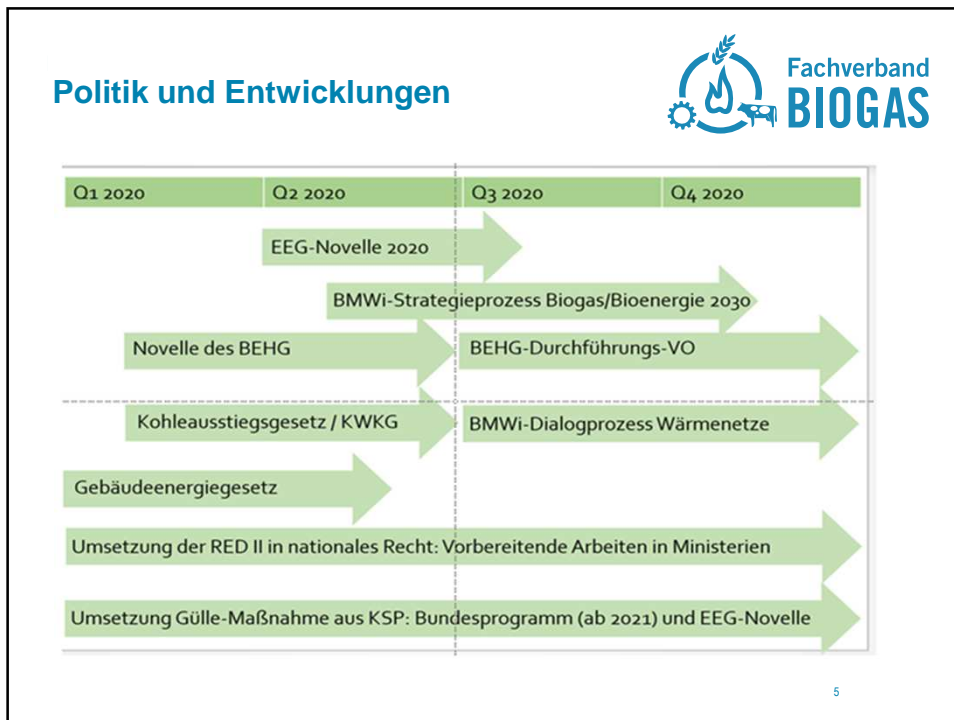 Politik und Entwicklungen
Fachverband
BIOGAS
Q1 2020 Q2 2020 Q3 2020 Q4 2020
EEG-Novelle 2020
BMWi-Strategieprozess Biogas/Bioenergie 2030
Novelle des BEHG BEHG-Durchführungs-VO
Kohleausstiegsgesetz / KWKG BMWi-Dialogprozess Wärmenetze
Gebäudeenergiegesetz
Umsetzung der RED II in nationales Recht: Vorbereitende Arbeiten in Ministerien
Umsetzung Gülle-Maßnahme aus KSP: Bundesprogramm (ab 2021) und EEG-Novelle
5